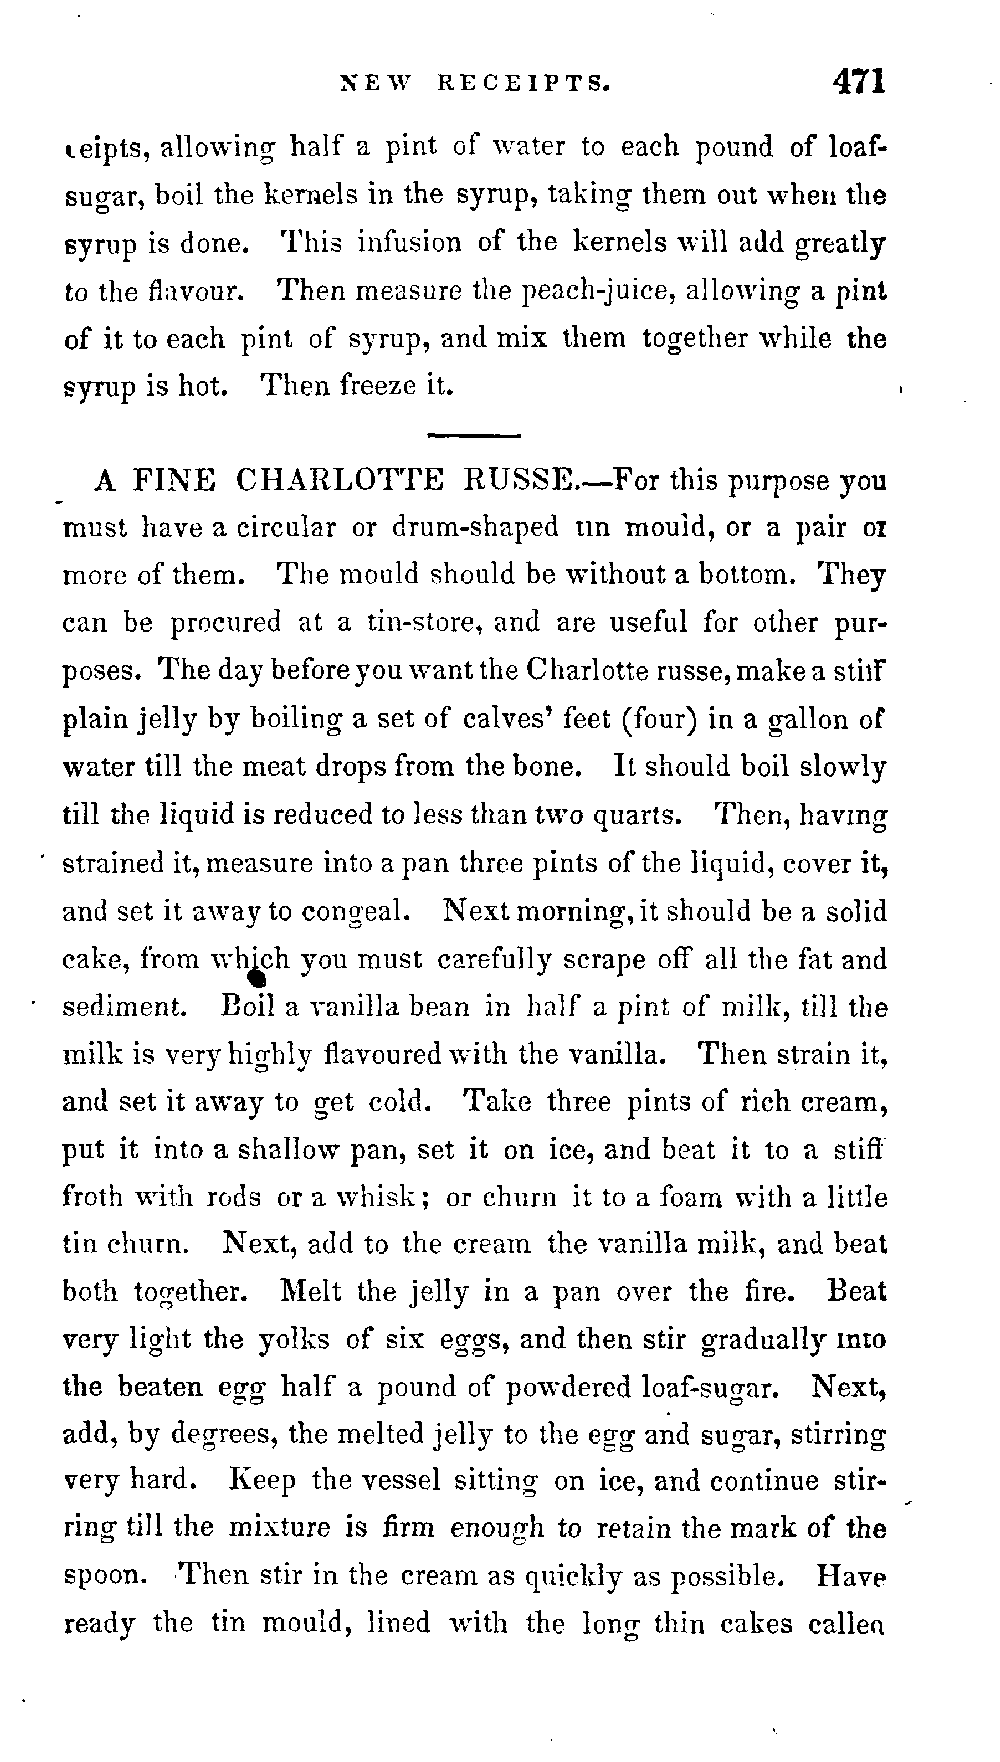 NEW RECEIPTS. 471
ceipts, allowing half a pint of water to each pound of loaf-
sugar, boil the kernels in the syrup, taking them out when the
syrup is done. This infusion of the kernels will add greatly
to the flavour. Then measure the peach-juice, allowing a pint
of it to each pint of syrup, and mix them together while the
syrup is hot. Then freeze it.
A FINE CHARLOTTE RUSSE.—For this purpose you
must have a circular or drum-shaped tin mould, or a pair or
more of them. The mould should be without a bottom. They
can be procured at a tin-store, and are useful for other pur-
poses. The day before you want the Charlotte russe, make a stiff
plain jelly by boiling a set of calves' feet (four) in a gallon of
water till the meat drops from the bone. It should boil slowly
till the liquid is reduced to less than two quarts. Then, having
strained it, measure into a pan three pints of the liquid, cover it,
and set it away to congeal. Next morning, it should be a solid
cake, from which you must carefully scrape off all the fat and
sediment. Boil a vanilla bean in half a pint of milk, till the
milk is very highly flavoured with the vanilla. Then strain it,
and set it away to get cold. Take three pints of rich cream,
put it into a shallow pan, set it on ice, and beat it to a stiff
froth with rods or a whisk; or churn it to a foam with a little
tin churn. Next, add to the cream the vanilla milk, and beat
both together. Melt the jelly in a pan over the fire. Beat
very light the yolks of six eggs, and then stir gradually into
the beaten egg half a pound of powdered loaf-sugar. Next,
add, by degrees, the melted jelly to the egg and sugar, stirring
very hard. Keep the vessel sitting on ice, and continue stir-
ring till the mixture is firm enough to retain the mark of the
spoon. Then stir in the cream as quickly as possible. Have
ready the tin mould, lined with the long thin cakes called